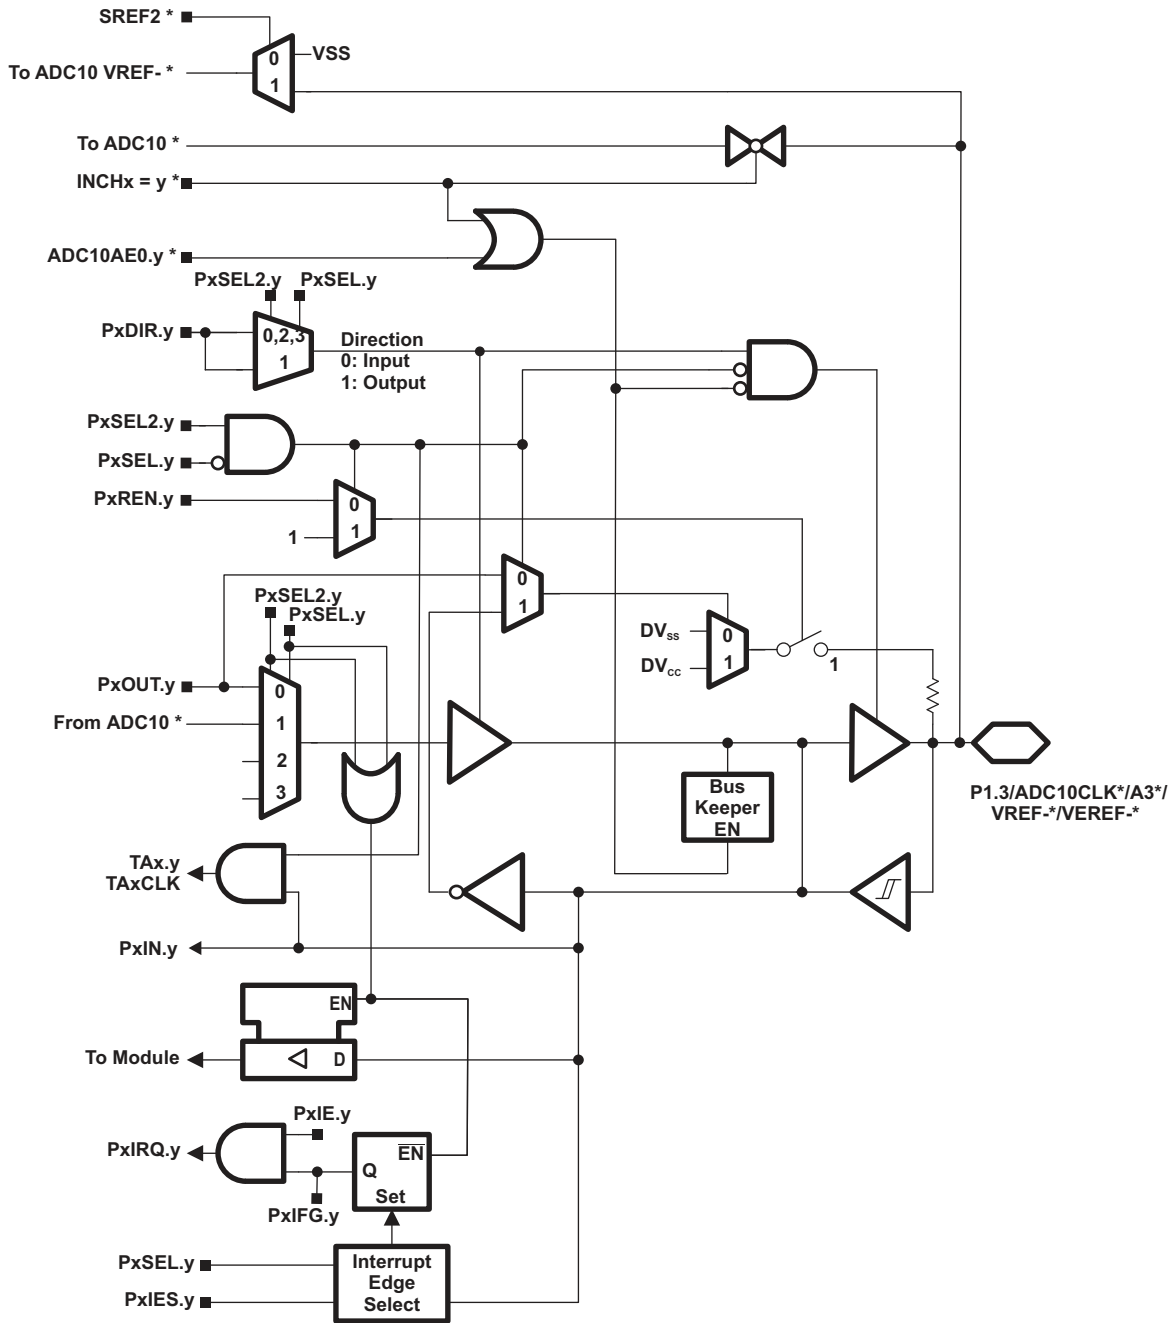 SREF2 *
0
VSS
To ADC10 VREF- *
1
To ADC10 *
INCHx = y *
ADC10AE0.y *
PxSEL2.y PxSEL.y
PxDIR.y
0,2,3
1
Direction
0: Input
1: Output
PxSEL2.y
PxSEL.y
PxREN.y
0
1
1
0
1
PxSEL2.y
PxSEL.y
DVSS
0
DVCC
1
1
PxOUT.y
0
From ADC10 *
1
2
3
Bus
Keeper
EN
P1.3/ADC10CLK*/A3*/
VREF-*/VEREF-*
TAx.y
TAxCLK
PxIN.y
EN
To Module
D
PxIE.y
PxIRQ.y
EN
Q
Set
PxIFG.y
PxSEL.y
PxIES.y
Interrupt
Edge
Select